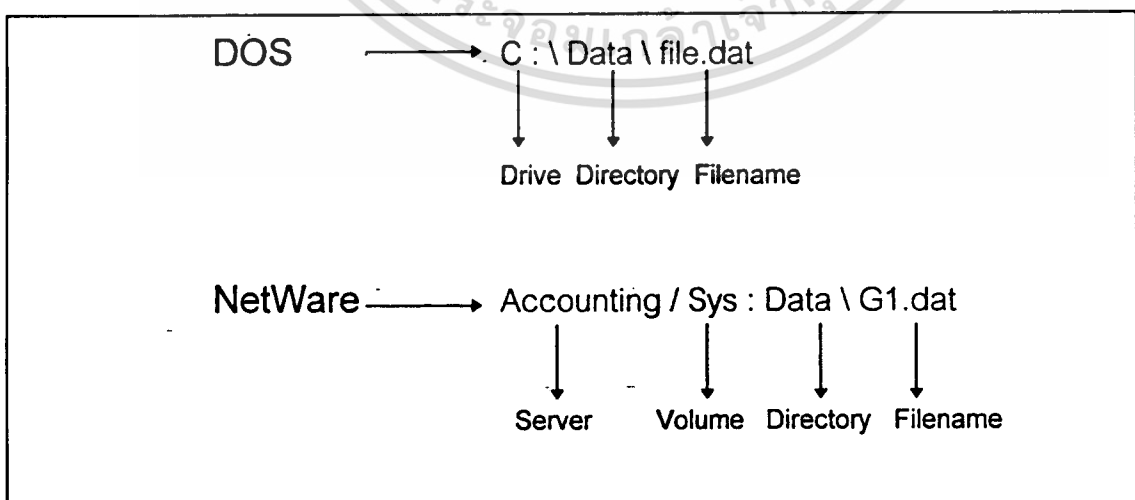 DOS C : \ Data \ file.dat
Drive Directory Filename
NetWare Accounting / Sys : Data \ G1.dat
Server Volume Directory Filename